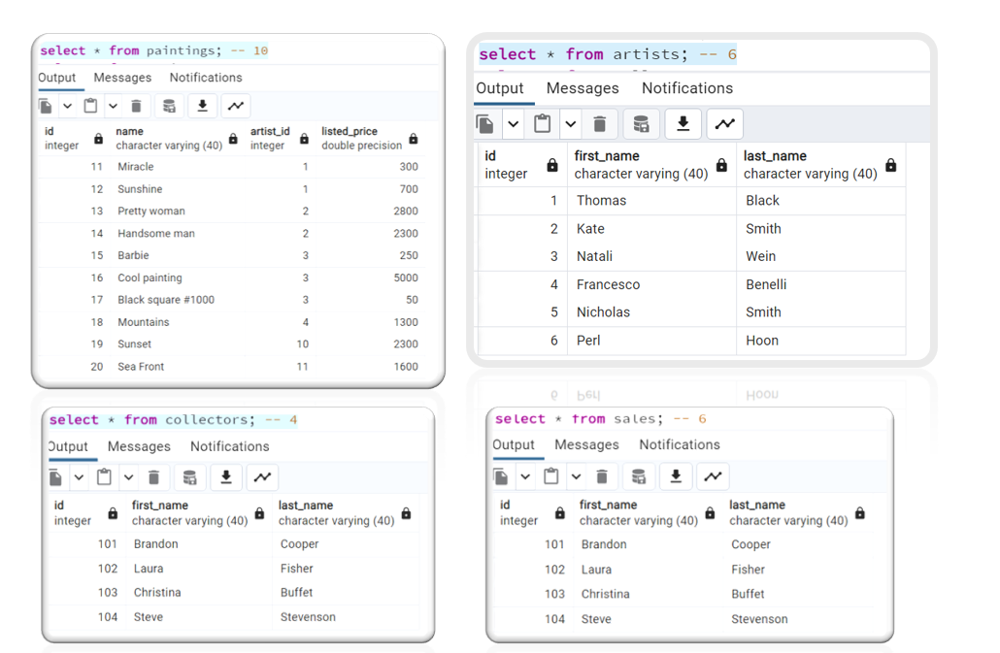 select * from paintings; -- 10
Output Messages Notifications
id name artist_id listed_price
integer character varying (40) integer double precision
11 Miracle 1 300
12 Sunshine 1 700
13 Pretty woman 2 2800
14 Handsome man 2 2300
15 Barbie 3 250
16 Cool painting 3 5000
17 Black square #1000 3 50
18 Mountains 4 1300
19 Sunset 10 2300
20 Sea Front 11 1600
select * from artists; -- 6
Output Messages Notifications
id first_name last_name
integer character varying (40) character varying (40)
1 Thomas Black
2 Kate Smith
3 Natali Wein
4 Francesco Benelli
5 Nicholas Smith
6 Perl Hoon
6 Perl Hoon
select * from collectors; -- 4
Output Messages Notifications
id first_name last_name
integer character varying (40) character varying (40)
101 Brandon Cooper
102 Laura Fisher
103 Christina Buffet
104 Steve Stevenson
select * from sales; -- 6
Output Messages Notifications
id first_name last_name
integer character varying (40) character varying (40)
101 Brandon Cooper
102 Laura Fisher
103 Christina Buffet
104 Steve Stevenson